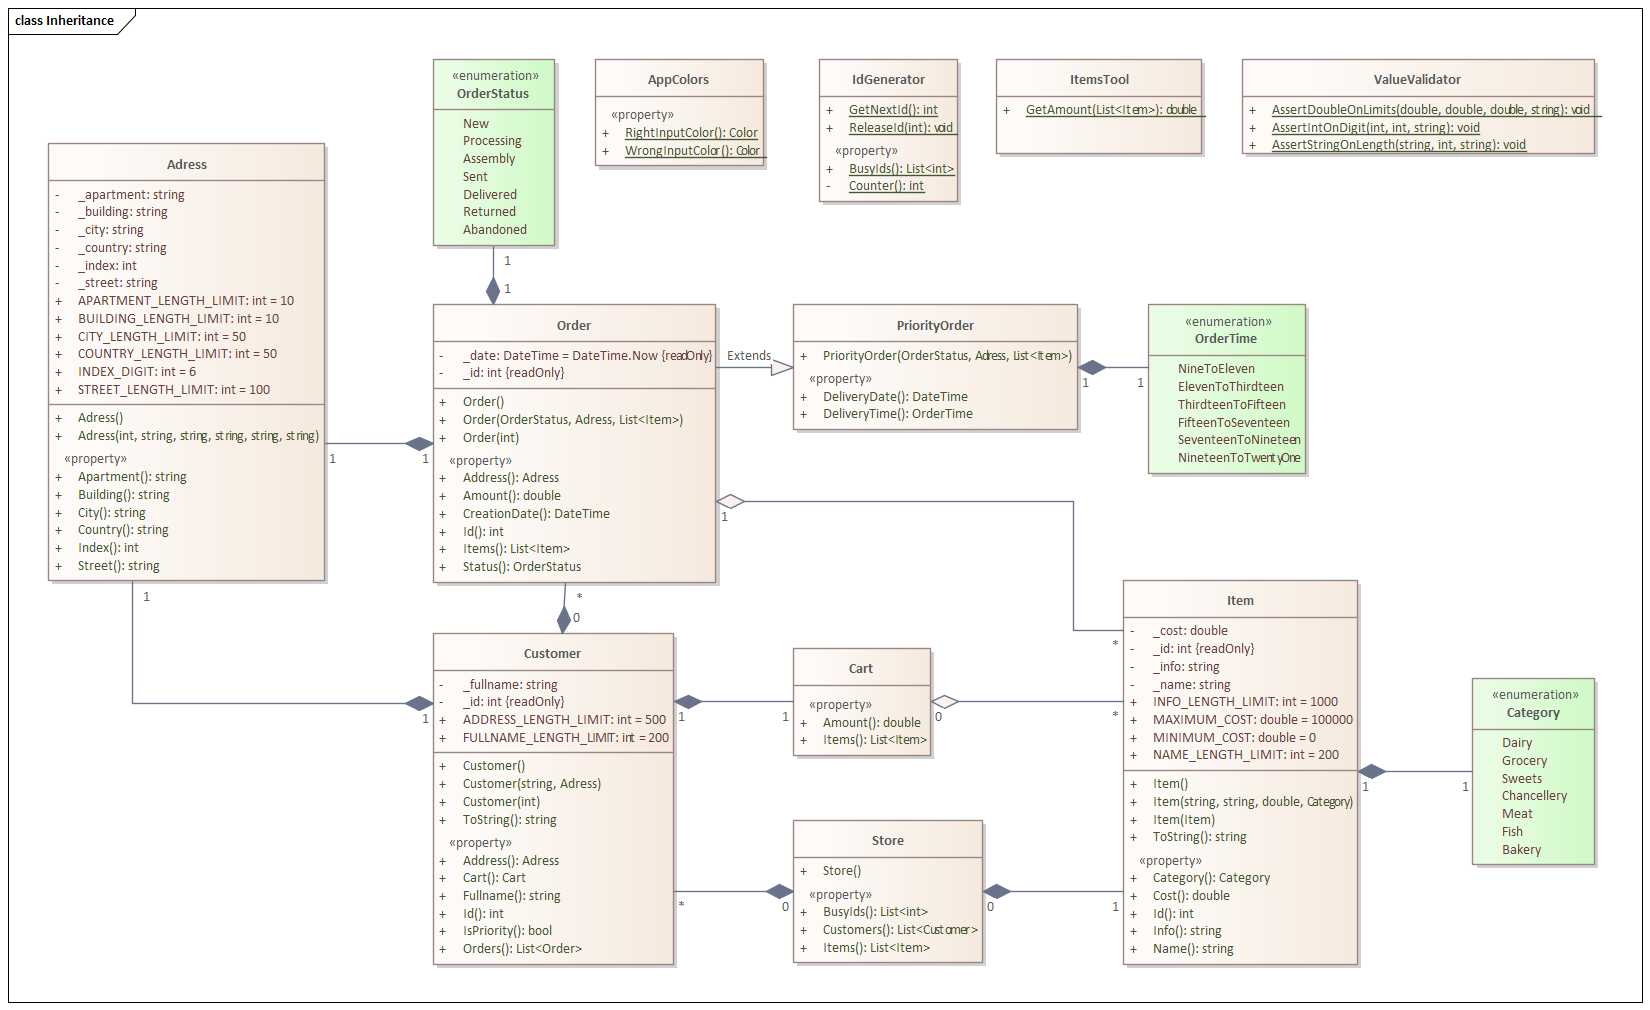 class Inheritance
«enumeration»
OrderStatus
New
Processing
Assembly
Sent
Delivered
Returned
Abandoned
AppColors
«property»
+ RightInputColor(): Color
+ WrongInputColor(): Color
IdGenerator
+ GetNextId(): int
+ ReleaseId(int): void
«property»
+ BusyIds(): List<int>
- Counter(): int
ItemsTool
+ GetAmount(List<Item>): double
ValueValidator
+ AssertDoubleOnLimits(double, double, double, string): void
+ AssertIntOnDigit(int, int, string): void
+ AssertStringOnLength(string, int, string): void
Adress
- _apartment: string
- _building: string
- _city: string
- _country: string
- _index: int
- _street: string
+ APARTMENT_LENGTH_LIMIT: int = 10
+ BUILDING_LENGTH_LIMIT: int = 10
+ CITY_LENGTH_LIMIT: int = 50
+ COUNTRY_LENGTH_LIMIT: int = 50
+ INDEX_DIGIT: int = 6
+ STREET_LENGTH_LIMIT: int = 100
+ Adress()
+ Adress(int, string, string, string, string, string)
«property»
+ Apartment(): string
+ Building(): string
+ City(): string
+ Country(): string
+ Index(): int
+ Street(): string
1
1
Order
- _date: DateTime = DateTime.Now {readOnly}
- _id: int {readOnly}
+ Order()
+ Order(OrderStatus, Adress, List<Item>)
+ Order(int)
«property»
+ Address(): Adress
+ Amount(): double
+ CreationDate(): DateTime
+ Id(): int
+ Items(): List<Item>
+ Status(): OrderStatus
Extends
PriorityOrder
+ PriorityOrder(OrderStatus, Adress, List<Item>)
«property»
+ DeliveryDate(): DateTime
+ DeliveryTime(): OrderTime
1
1
«enumeration»
OrderTime
NineToEleven
ElevenToThirdteen
ThirdteenToFifteen
FifteenToSeventeen
SeventeenToNineteen
NineteenToTwentyOne
1
1
1
*
1
1
*
0
Customer
- _fullname: string
- _id: int {readOnly}
+ ADDRESS_LENGTH_LIMIT: int = 500
+ FULLNAME_LENGTH_LIMIT: int = 200
+ Customer()
+ Customer(string, Adress)
+ Customer(int)
+ ToString(): string
«property»
+ Address(): Adress
+ Cart(): Cart
+ Fullname(): string
+ Id(): int
+ IsPriority(): bool
+ Orders(): List<Order>
1
1
Cart
«property»
+ Amount(): double
+ Items(): List<Item>
0
*
*
0
Store
+ Store()
«property»
+ BusyIds(): List<int>
+ Customers(): List<Customer>
+ Items(): List<Item>
0
1
Item
- _cost: double
- _id: int {readOnly}
- _info: string
- _name: string
+ INFO_LENGTH_LIMIT: int = 1000
+ MAXIMUM_COST: double = 100000
+ MINIMUM_COST: double = 0
+ NAME_LENGTH_LIMIT: int = 200
+ Item()
+ Item(string, string, double, Category)
+ Item(Item)
+ ToString(): string
«property»
+ Category(): Category
+ Cost(): double
+ Id(): int
+ Info(): string
+ Name(): string
1
1
«enumeration»
Category
Dairy
Grocery
Sweets
Chancellery
Meat
Fish
Bakery